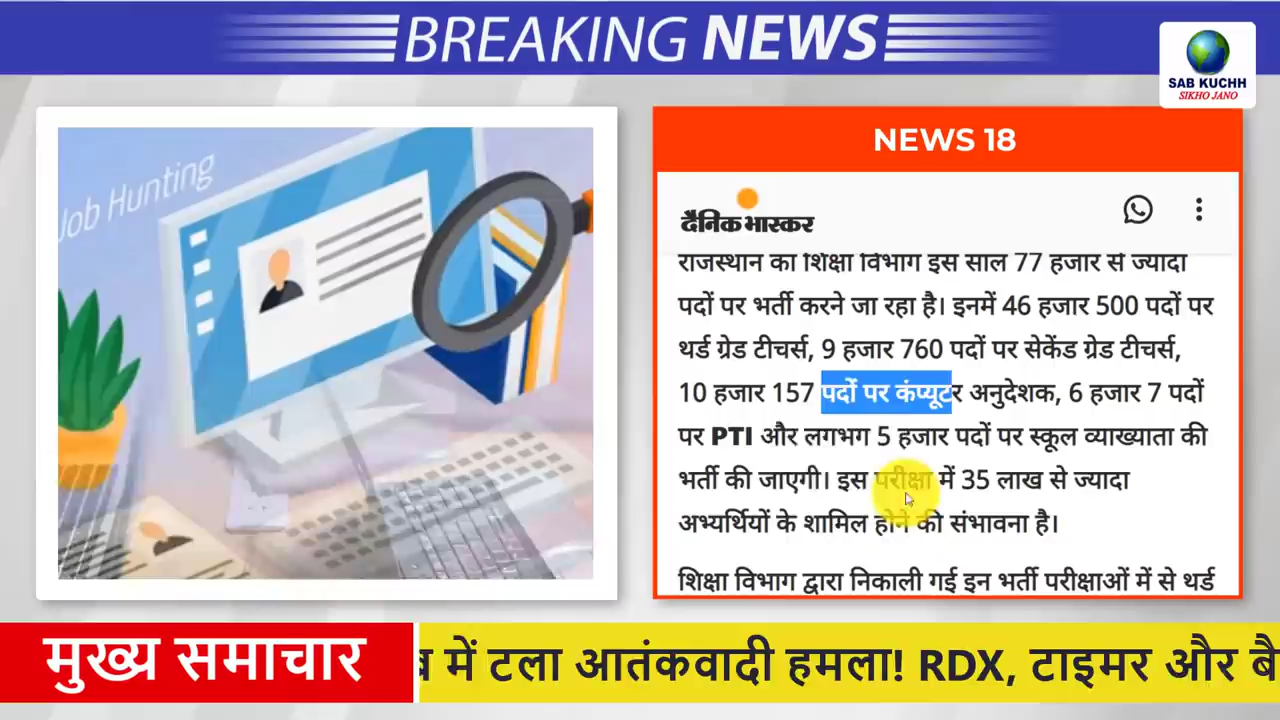 BREAKING NEWS
SAB KUCHH
SIKHO JANO
Job Hunting
NEWS 18
दैनिक भास्कर
राजस्थान का शिक्षा विभाग इस साल 77 हजार से ज्यादा
पदों पर भर्ती करने जा रहा है। इनमें 46 हजार 500 पदों पर
थर्ड ग्रेड टीचर्स, 9 हजार 760 पदों पर सेकेंड ग्रेड टीचर्स,
10 हजार 157 पदों पर कंप्यूटर अनुदेशक, 6 हजार 7 पदों
पर PTI और लगभग 5 हजार पदों पर स्कूल व्याख्याता की
भर्ती की जाएगी। इस परीक्षा में 35 लाख से ज्यादा
अभ्यर्थियों के शामिल होने की संभावना है।
शिक्षा विभाग द्वारा निकाली गई इन भर्ती परीक्षाओं में से थर्ड
मुख्य समाचार
में टला आतंकवादी हमला! RDX, टाइमर और